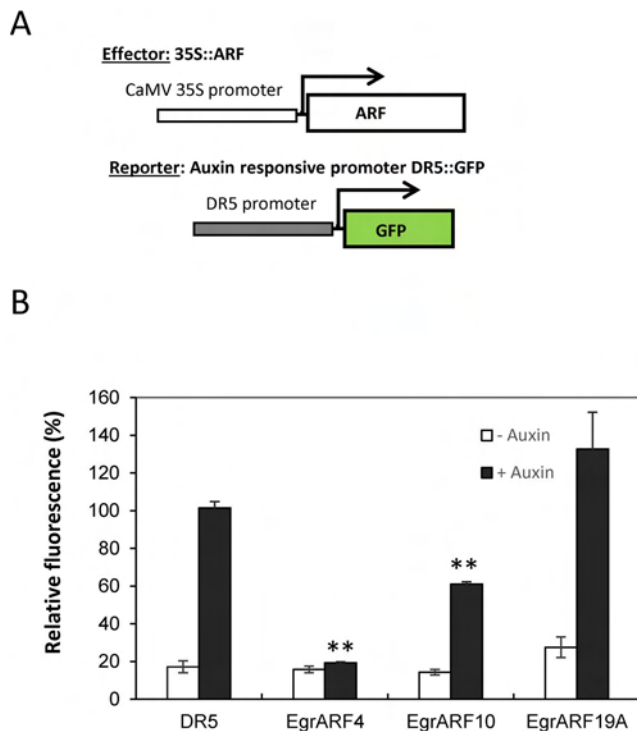 A
Effector: 35S::ARF
CaMV 35S promoter
ARF
Reporter: Auxin responsive promoter DR5::GFP
DR5 promoter
GFP
B
Relative fluorescence (%)
160
140
120
100
80
60
40
20
0
- Auxin
+ Auxin
**
**
DR5 EgrARF4 EgrARF10 EgrARF19A